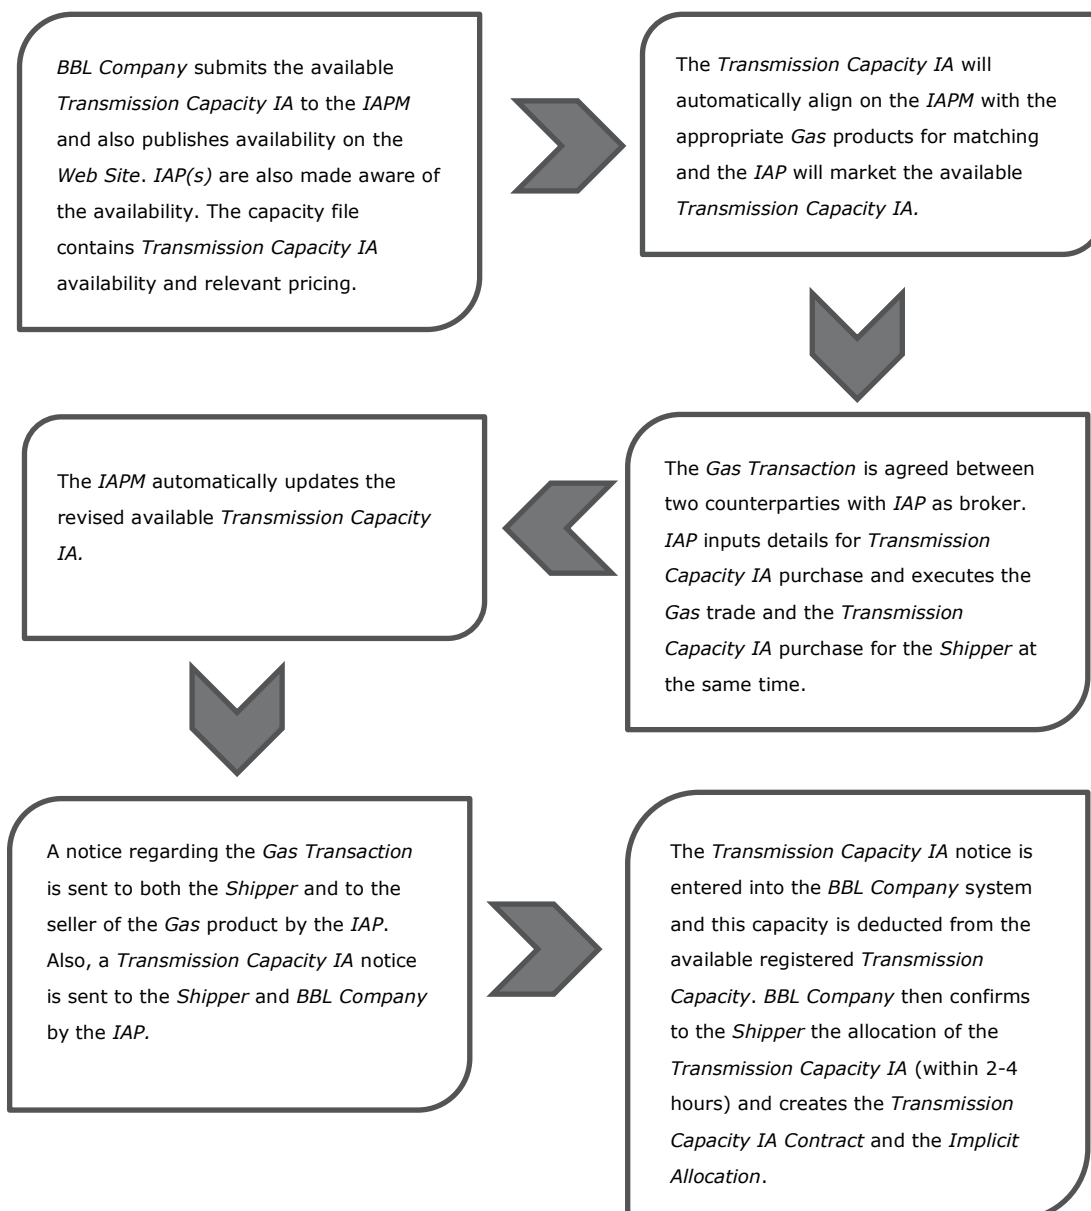 BBL Company submits the available
Transmission Capacity IA to the IAPM
and also publishes availability on the
Web Site. IAP(s) are also made aware of
the availability. The capacity file
contains Transmission Capacity IA
availability and relevant pricing.
The Transmission Capacity IA will
automatically align on the IAPM with the
appropriate Gas products for matching
and the IAP will market the available
Transmission Capacity IA.
The Gas Transaction is agreed between
two counterparties with IAP as broker.
IAP inputs details for Transmission
Capacity IA purchase and executes the
Gas trade and the Transmission
Capacity IA purchase for the Shipper at
the same time.
The IAPM automatically updates the
revised available Transmission Capacity
IA.
A notice regarding the Gas Transaction
is sent to both the Shipper and to the
seller of the Gas product by the IAP.
Also, a Transmission Capacity IA notice
is sent to the Shipper and BBL Company
by the IAP.
The Transmission Capacity IA notice is
entered into the BBL Company system
and this capacity is deducted from the
available registered Transmission
Capacity. BBL Company then confirms
to the Shipper the allocation of the
Transmission Capacity IA (within 2-4
hours) and creates the Transmission
Capacity IA Contract and the Implicit
Allocation.